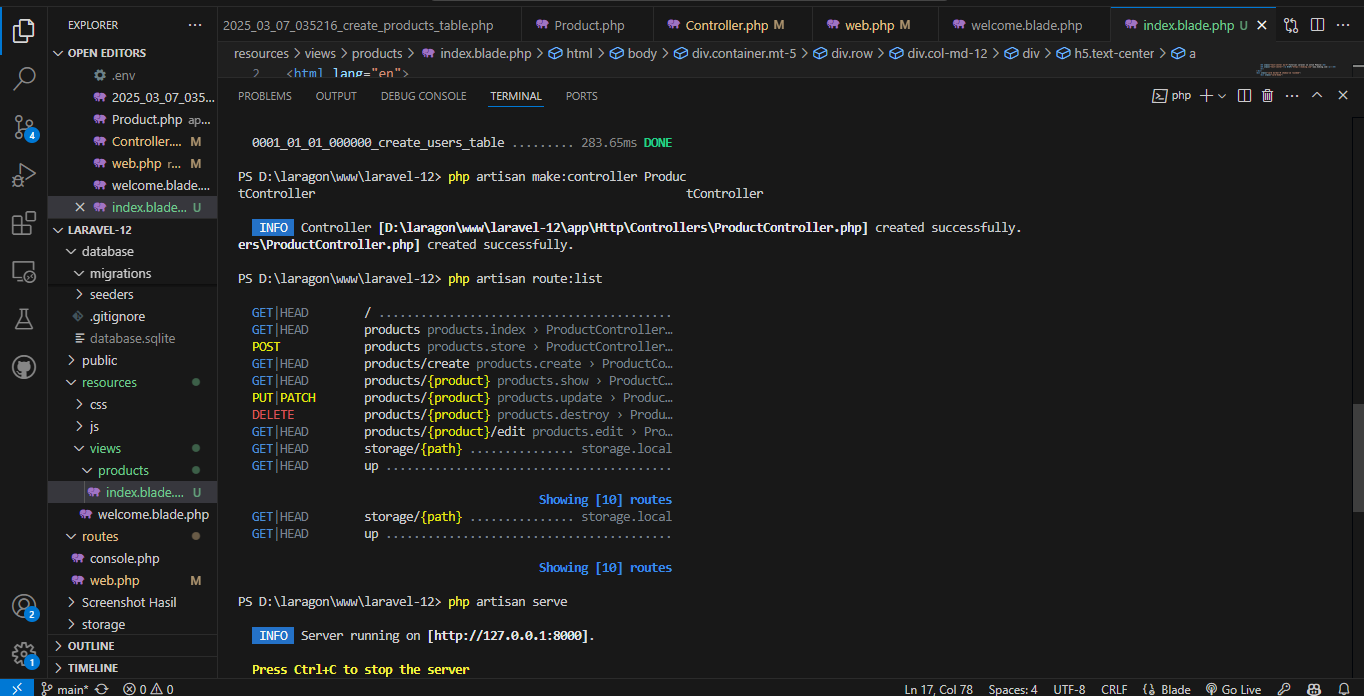 EXPLORER ···
OPEN EDITORS
.env
2025_03_07_035...
Product.php ap...
Controller.... M
web.php r... M
welcome.blade....
index.blade... U
LARAVEL-12
database
migrations
seeders
.gitignore
database.sqlite
public
resources
css
js
views
products
index.blade.... U
welcome.blade.php
routes
console.php
web.php M
Screenshot Hasil
storage
OUTLINE
TIMELINE
4
2
1
2025_03_07_035216_create_products_table.php Product.php Controller.php M web.php M welcome.blade.php index.blade.php U
resources > views > products > index.blade.php > html > body > div.container.mt-5 > div.row > div.col-md-12 > div > h5.text-center > a
2 <html lang="en">
PROBLEMS OUTPUT DEBUG CONSOLE TERMINAL PORTS php
0001_01_01_000000_create_users_table ......... 283.65ms DONE
PS D:\laragon\www\laravel-12> php artisan make:controller Produc
tController tController
INFO Controller [D:\laragon\www\laravel-12\app\Http\Controllers\ProductController.php] created successfully.
ers\ProductController.php] created successfully.
PS D:\laragon\www\laravel-12> php artisan route:list
GET|HEAD / ..........................................
GET|HEAD products products.index › ProductController…
POST products products.store › ProductController…
GET|HEAD products/create products.create › ProductCo…
GET|HEAD products/{product} products.show › ProductC…
PUT|PATCH products/{product} products.update › Produc…
DELETE products/{product} products.destroy › Produ…
GET|HEAD products/{product}/edit products.edit › Pro…
GET|HEAD storage/{path} ............... storage.local
GET|HEAD up .........................................
Showing [10] routes
GET|HEAD storage/{path} ............... storage.local
GET|HEAD up .........................................
Showing [10] routes
PS D:\laragon\www\laravel-12> php artisan serve
INFO Server running on [http://127.0.0.1:8000].
Press Ctrl+C to stop the server
main* 0 0 Ln 17, Col 78 Spaces: 4 UTF-8 CRLF {} Blade Go Live